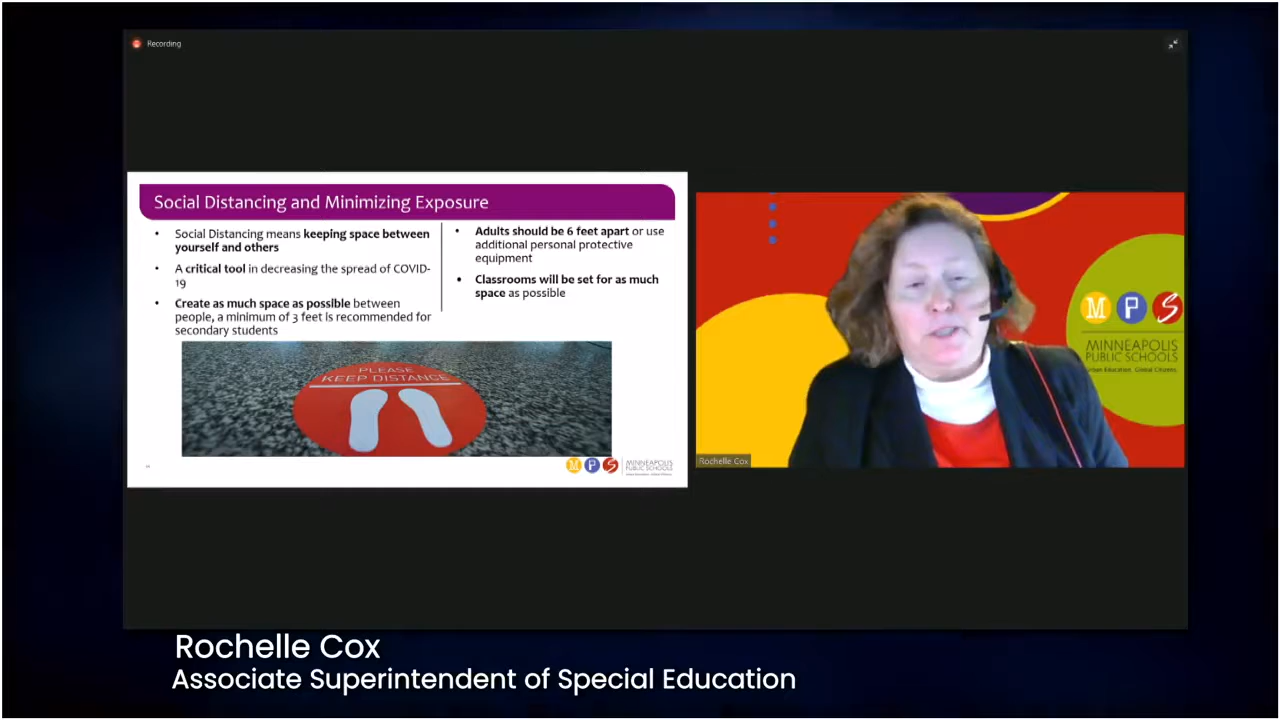 Recording
Social Distancing and Minimizing Exposure
• Social Distancing means keeping space between
yourself and others
• A critical tool in decreasing the spread of COVID-
19
• Create as much space as possible between
people, a minimum of 3 feet is recommended for
secondary students
• Adults should be 6 feet apart or use
additional personal protective
equipment
• Classrooms will be set for as much
space as possible
PLEASE
KEEP DISTANCE
M P S
MINNEAPOLIS
PUBLIC SCHOOLS
M P S
MINNEAPOLIS
PUBLIC SCHOOLS
Urban Education. Global Citizens.
Rochelle Cox
Rochelle Cox
Associate Superintendent of Special Education